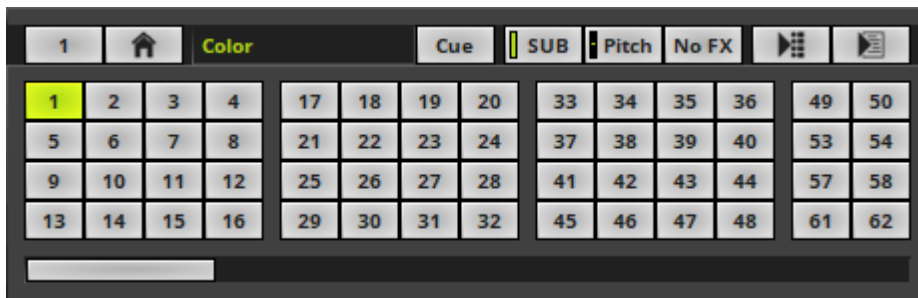 1 Color Cue SUB Pitch No FX
1 2 3 4 17 18 19 20 33 34 35 36 49 50
5 6 7 8 21 22 23 24 37 38 39 40 53 54
9 10 11 12 25 26 27 28 41 42 43 44 57 58
13 14 15 16 29 30 31 32 45 46 47 48 61 62